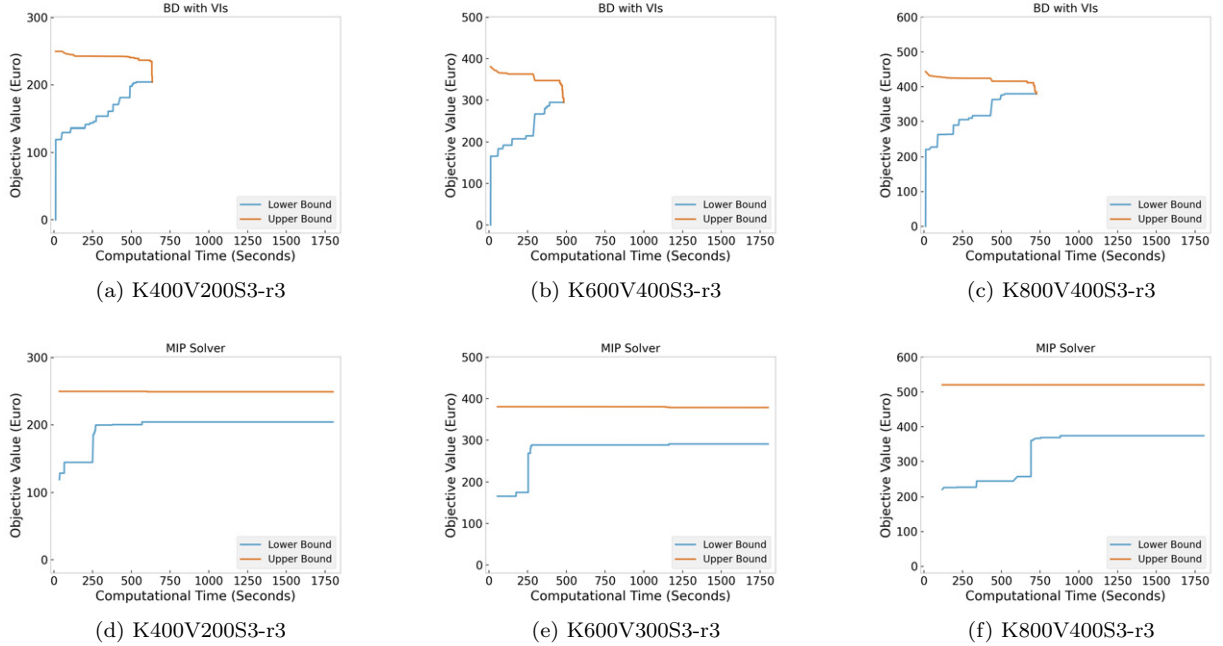 BD with VIs
300
200
100
0
Objective Value (Euro)
Lower Bound
Upper Bound
0 250 500 750 1000 1250 1500 1750
Computational Time (Seconds)
(a) K400V200S3-r3
BD with VIs
500
400
300
200
100
0
Objective Value (Euro)
Lower Bound
Upper Bound
0 250 500 750 1000 1250 1500 1750
Computational Time (Seconds)
(b) K600V400S3-r3
BD with VIs
600
500
400
300
200
100
0
Objective Value (Euro)
Lower Bound
Upper Bound
0 250 500 750 1000 1250 1500 1750
Computational Time (Seconds)
(c) K800V400S3-r3
MIP Solver
300
200
100
0
Objective Value (Euro)
Lower Bound
Upper Bound
0 250 500 750 1000 1250 1500 1750
Computational Time (Seconds)
(d) K400V200S3-r3
MIP Solver
500
400
300
200
100
0
Objective Value (Euro)
Lower Bound
Upper Bound
0 250 500 750 1000 1250 1500 1750
Computational Time (Seconds)
(e) K600V300S3-r3
MIP Solver
600
500
400
300
200
100
0
Objective Value (Euro)
Lower Bound
Upper Bound
0 250 500 750 1000 1250 1500 1750
Computational Time (Seconds)
(f) K800V400S3-r3